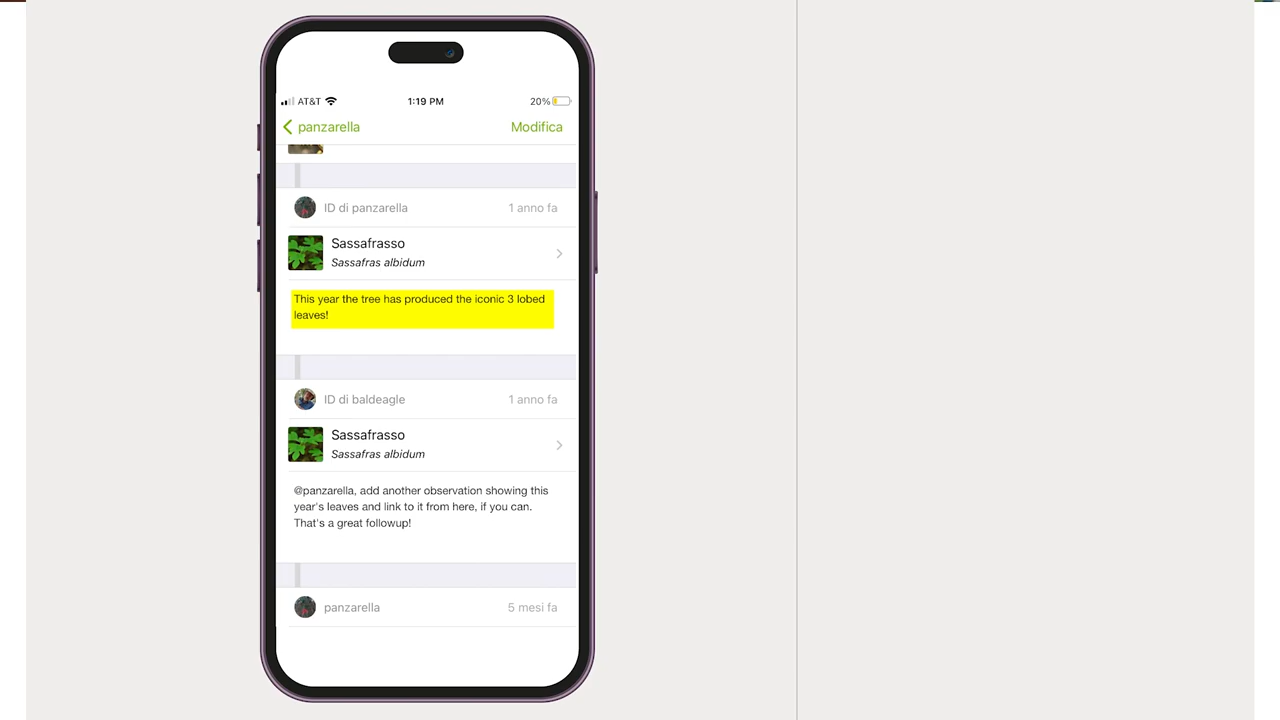 AT&T 1:19 PM 20%
panzarella Modifica
ID di panzarella 1 anno fa
Sassafrasso
Sassafras albidum
This year the tree has produced the iconic 3 lobed
leaves!
ID di baldeagle 1 anno fa
Sassafrasso
Sassafras albidum
@panzarella, add another observation showing this
year's leaves and link to it from here, if you can.
That's a great followup!
panzarella 5 mesi fa